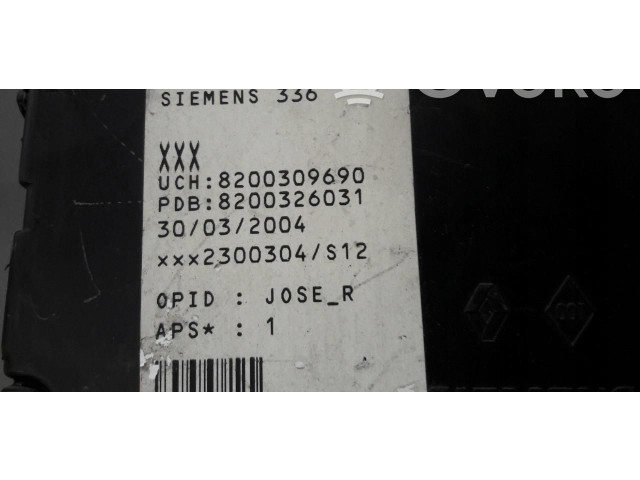 SIEMENS 336
XXX
UCH:8200309690
PDB:8200326031
30/03/2004
xxx2300304/S12
OPID : JOSE_R
APS* : 1